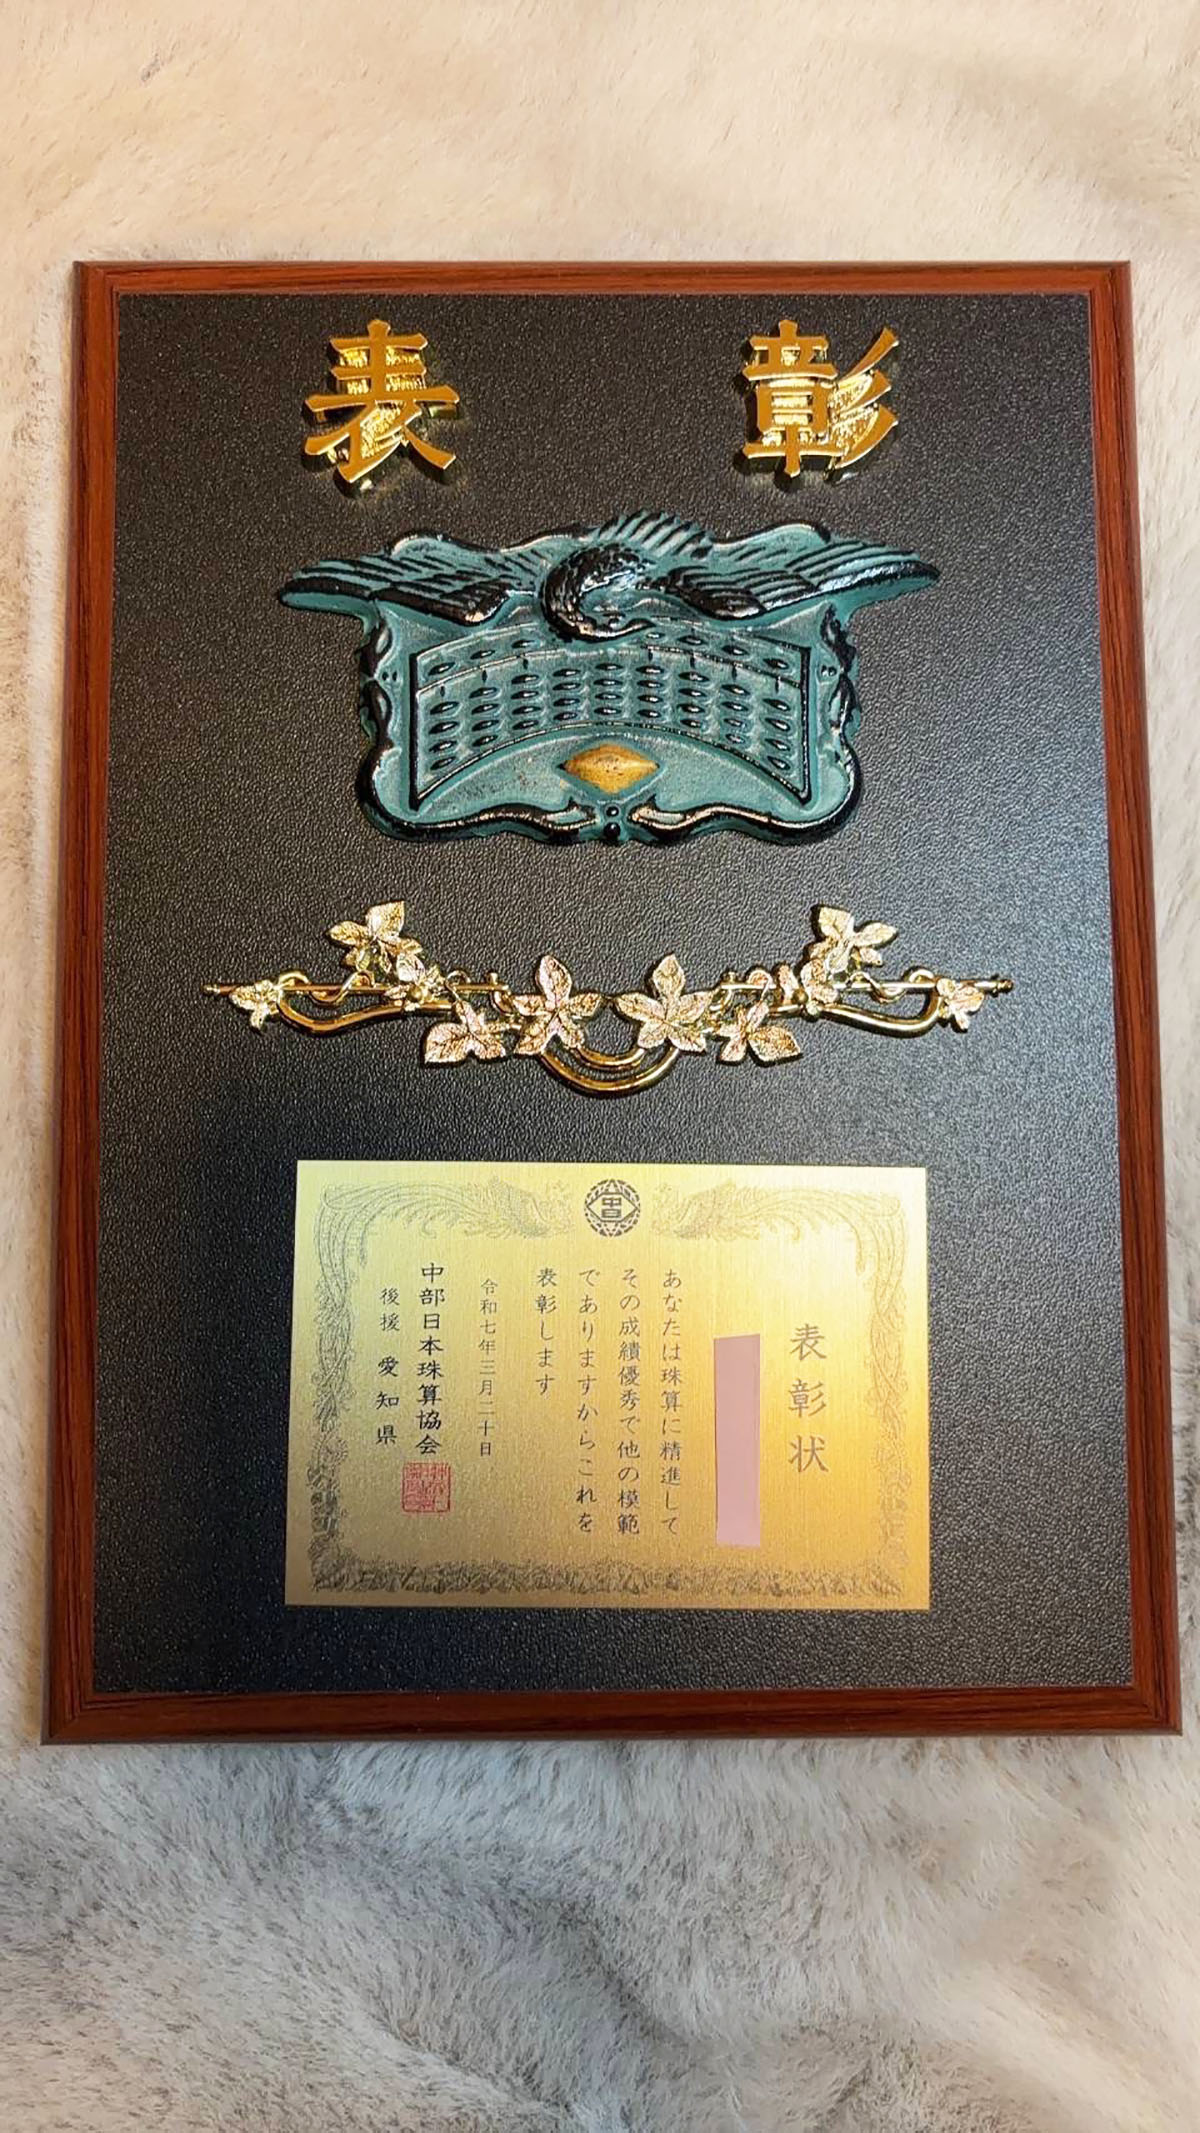 表彰
中日
表彰状
あなたは珠算に精進して
その成績優秀で他の模範
でありますからこれを
表彰します
令和七年三月二十日
中部日本珠算協会
後援 愛知県